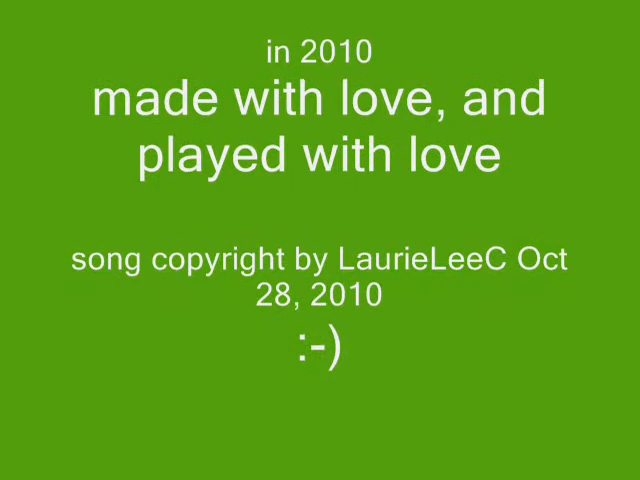 in 2010
made with love, and
played with love
song copyright by LaurieLeeC Oct
28, 2010
:-)